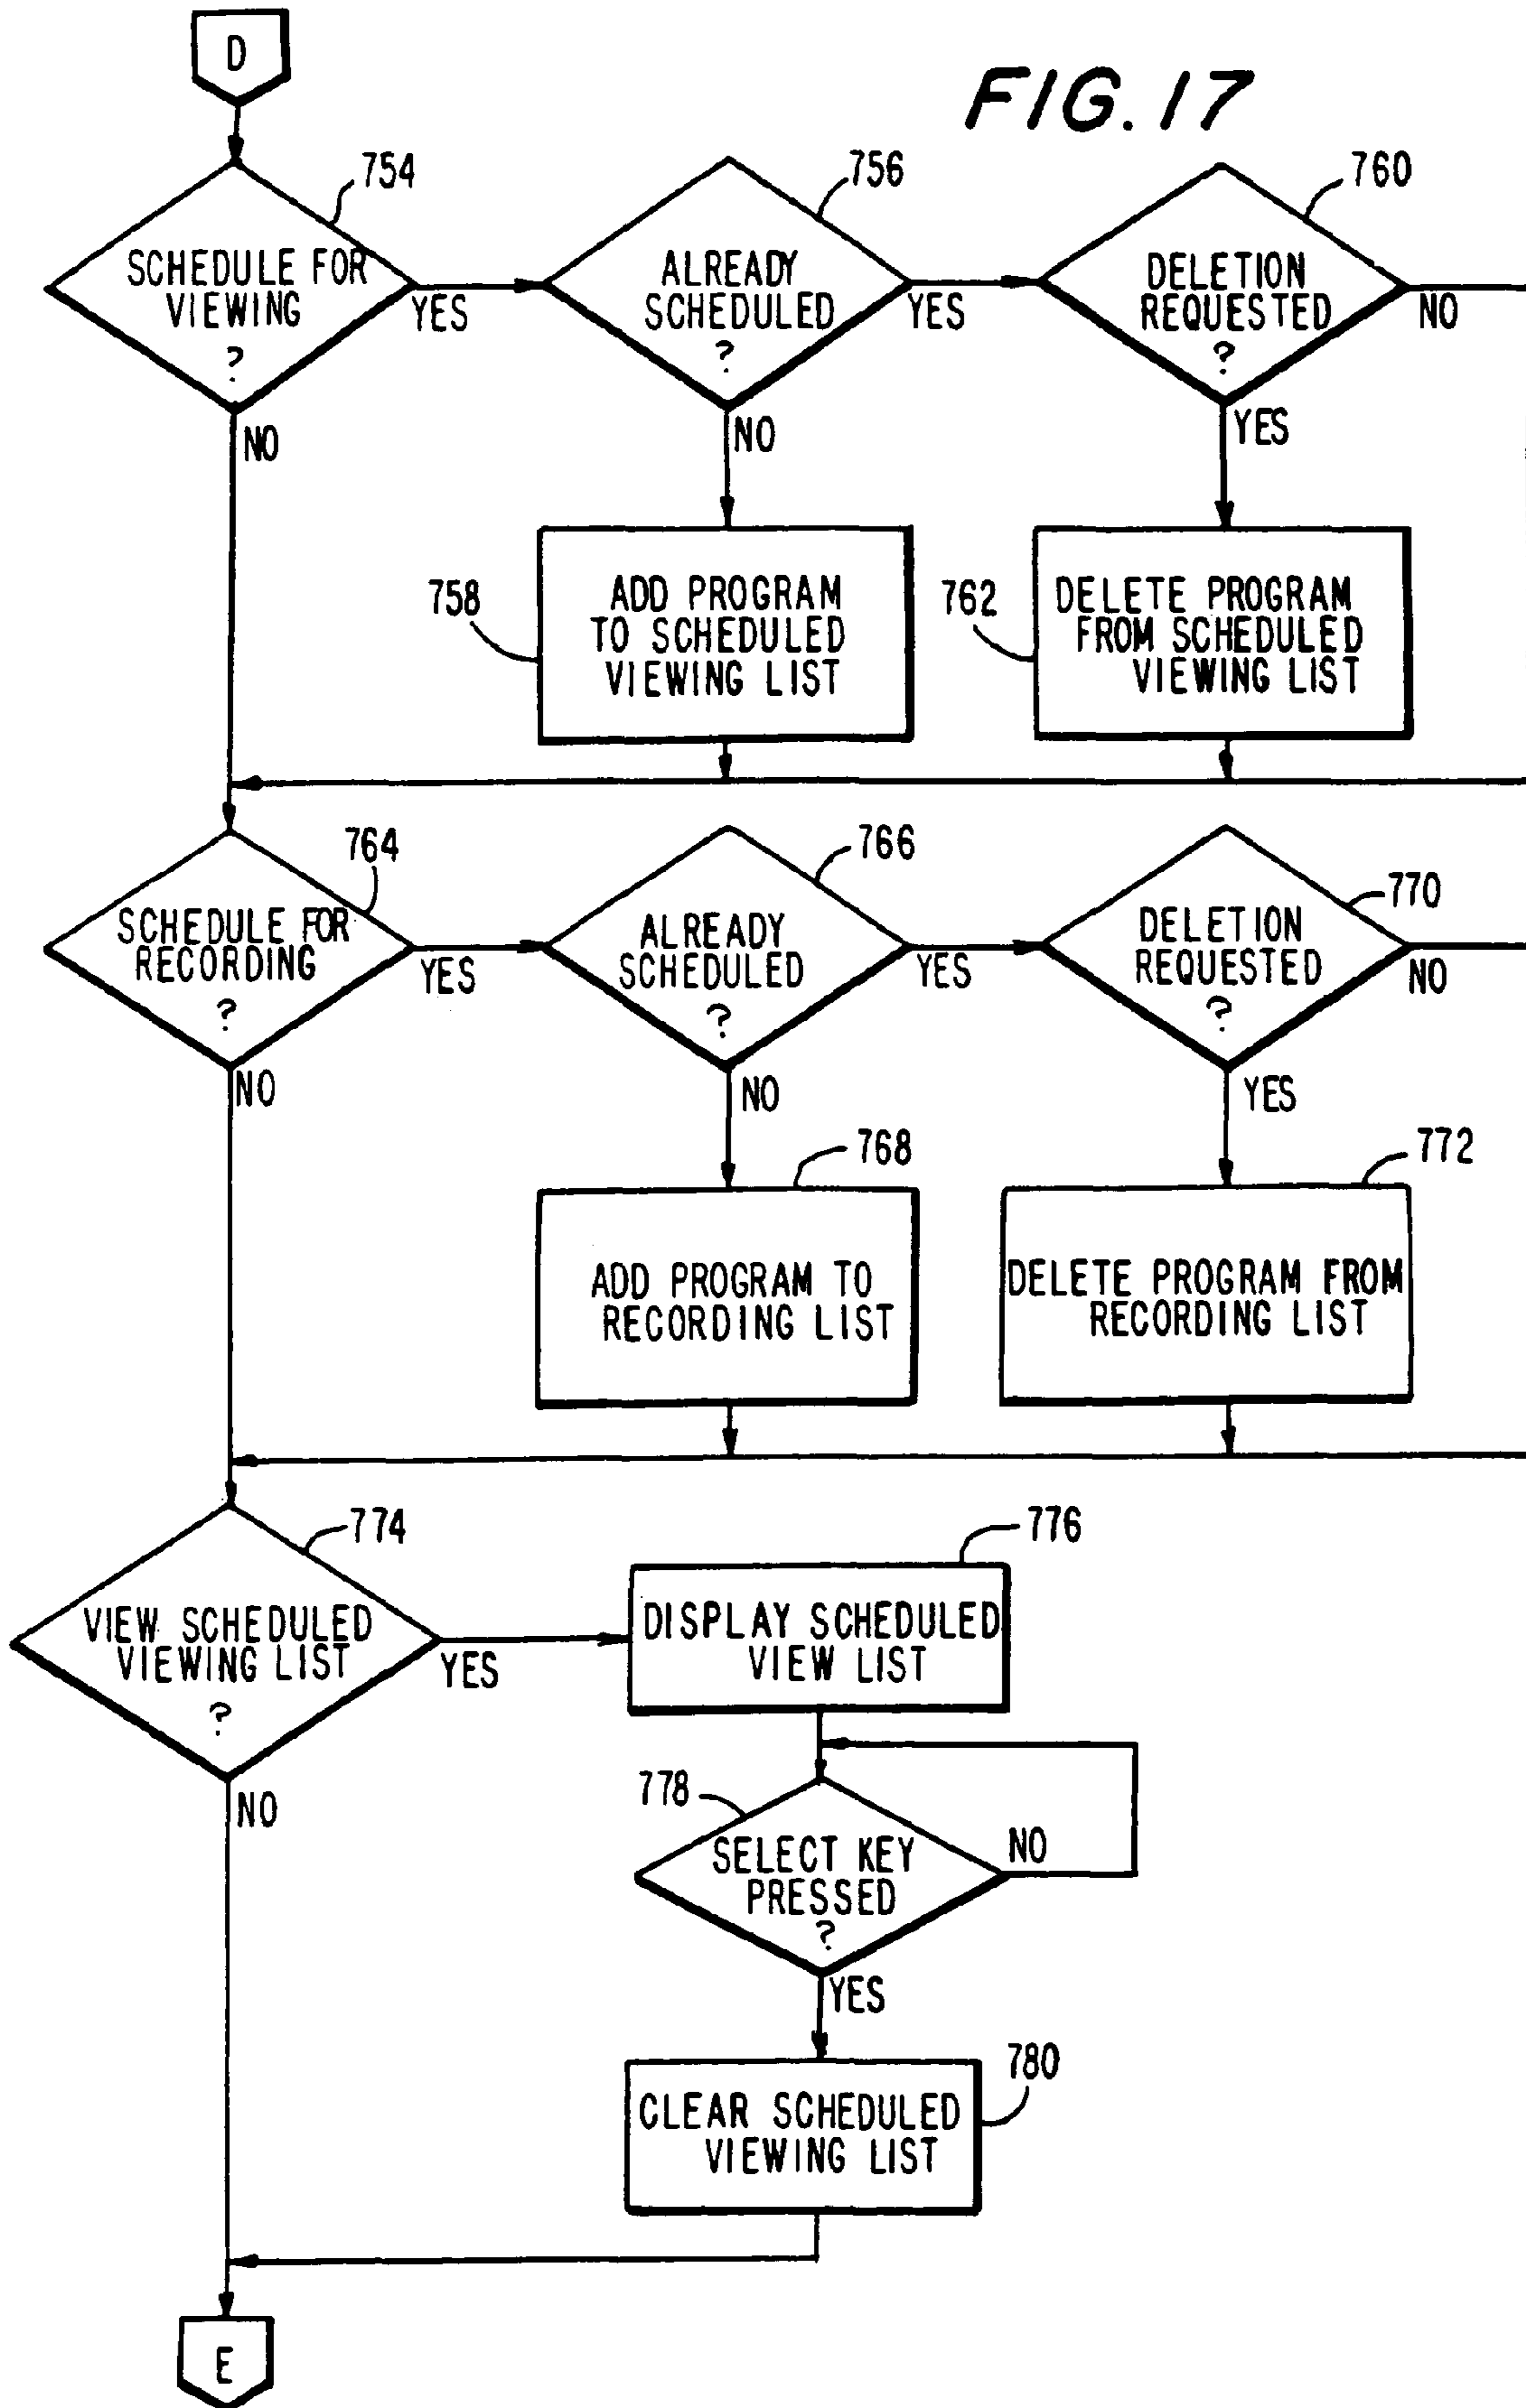 D
FIG. 17
754
756
760
SCHEDULE FOR
VIEWING
?
YES
NO
ALREADY
SCHEDULED
?
YES
NO
DELETION
REQUESTED
?
NO
YES
758
ADD PROGRAM
TO SCHEDULED
VIEWING LIST
762
DELETE PROGRAM
FROM SCHEDULED
VIEWING LIST
764
766
770
SCHEDULE FOR
RECORDING
?
YES
NO
ALREADY
SCHEDULED
?
YES
NO
DELETION
REQUESTED
?
NO
YES
768
ADD PROGRAM TO
RECORDING LIST
772
DELETE PROGRAM FROM
RECORDING LIST
774
VIEW SCHEDULED
VIEWING LIST
?
YES
NO
776
DISPLAY SCHEDULED
VIEW LIST
778
SELECT KEY
PRESSED
?
NO
YES
780
CLEAR SCHEDULED
VIEWING LIST
E